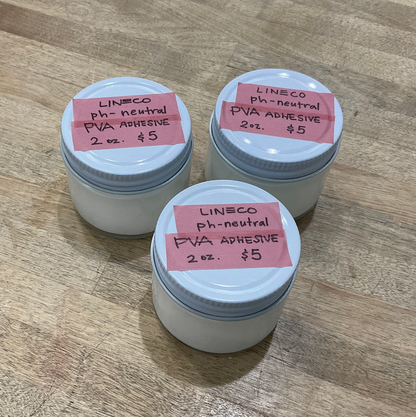 LINECO
ph-neutral
PVA ADHESIVE
2 oz. $5
LINECO
ph-neutral
PVA ADHESIVE
2 oz. $5
LINECO
ph-neutral
PVA ADHESIVE
2 oz. $5